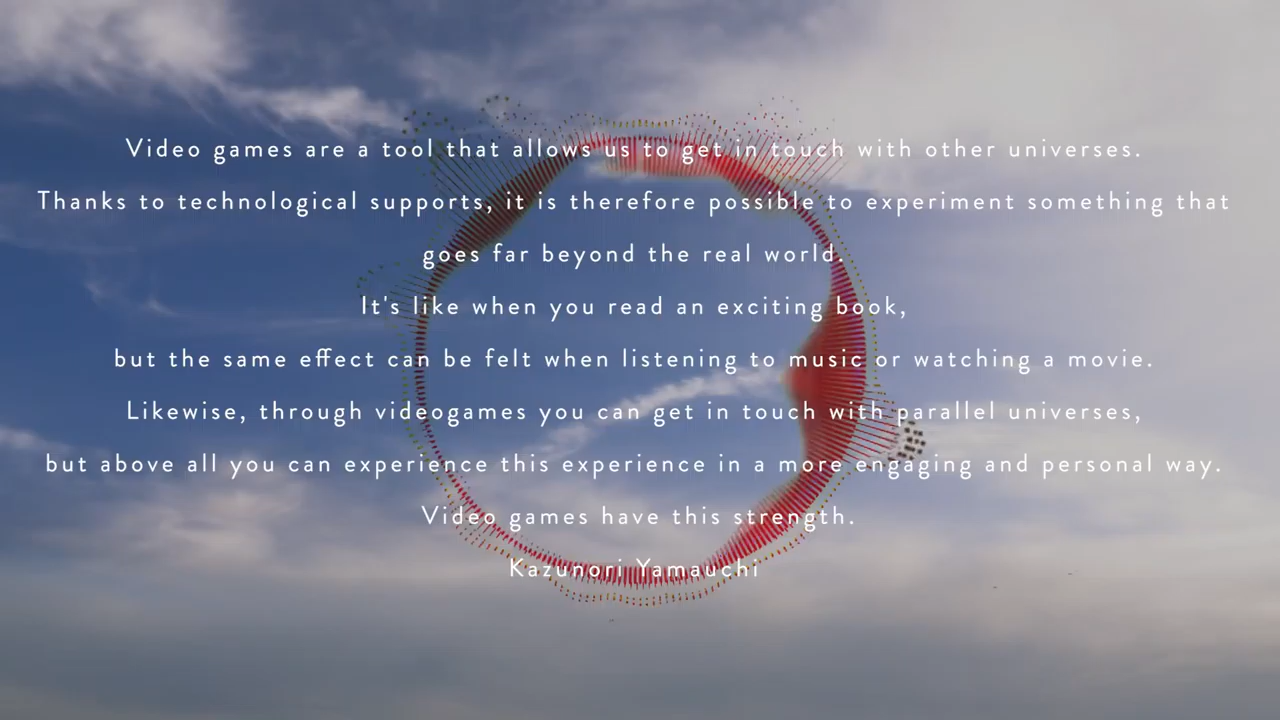 Video games are a tool that allows us to get in touch with other universes.
Thanks to technological supports, it is therefore possible to experiment something that
goes far beyond the real world.
It's like when you read an exciting book,
but the same effect can be felt when listening to music or watching a movie.
Likewise, through videogames you can get in touch with parallel universes,
but above all you can experience this experience in a more engaging and personal way.
Video games have this strength.
Kazunori Yamauchi